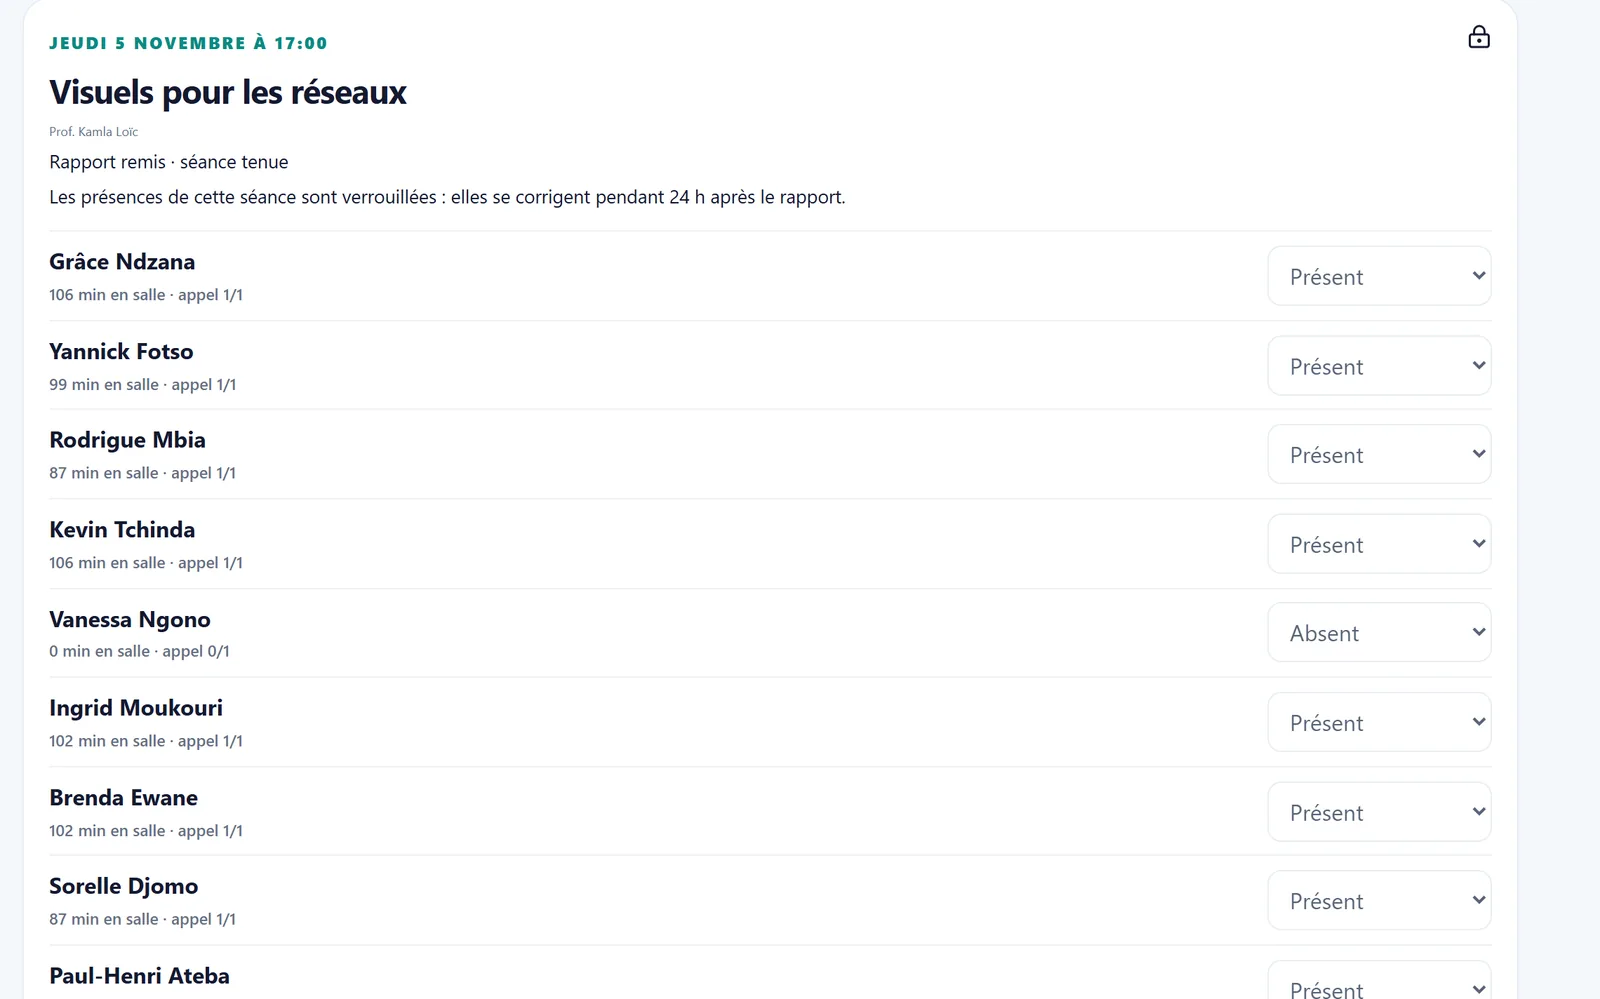 JEUDI 5 NOVEMBRE À 17:00
Visuels pour les réseaux
Prof. Kamla Loïc
Rapport remis · séance tenue
Les présences de cette séance sont verrouillées : elles se corrigent pendant 24 h après le rapport.
Grâce Ndzana
Présent
106 min en salle · appel 1/1
Yannick Fotso
Présent
99 min en salle · appel 1/1
Rodrigue Mbia
Présent
87 min en salle · appel 1/1
Kevin Tchinda
Présent
106 min en salle · appel 1/1
Vanessa Ngono
Absent
0 min en salle · appel 0/1
Ingrid Moukouri
Présent
102 min en salle · appel 1/1
Brenda Ewane
Présent
102 min en salle · appel 1/1
Sorelle Djomo
Présent
87 min en salle · appel 1/1
Paul-Henri Ateba
Présent